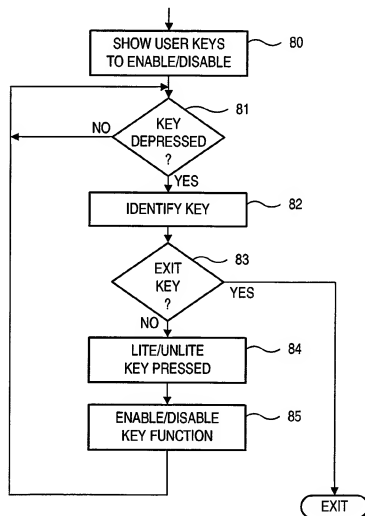 SHOW USER KEYS
TO ENABLE/DISABLE
80
KEY
DEPRESSED
?
81
NO
YES
IDENTIFY KEY
82
EXIT
KEY
?
83
YES
NO
LITE/UNLITE
KEY PRESSED
84
ENABLE/DISABLE
KEY FUNCTION
85
EXIT